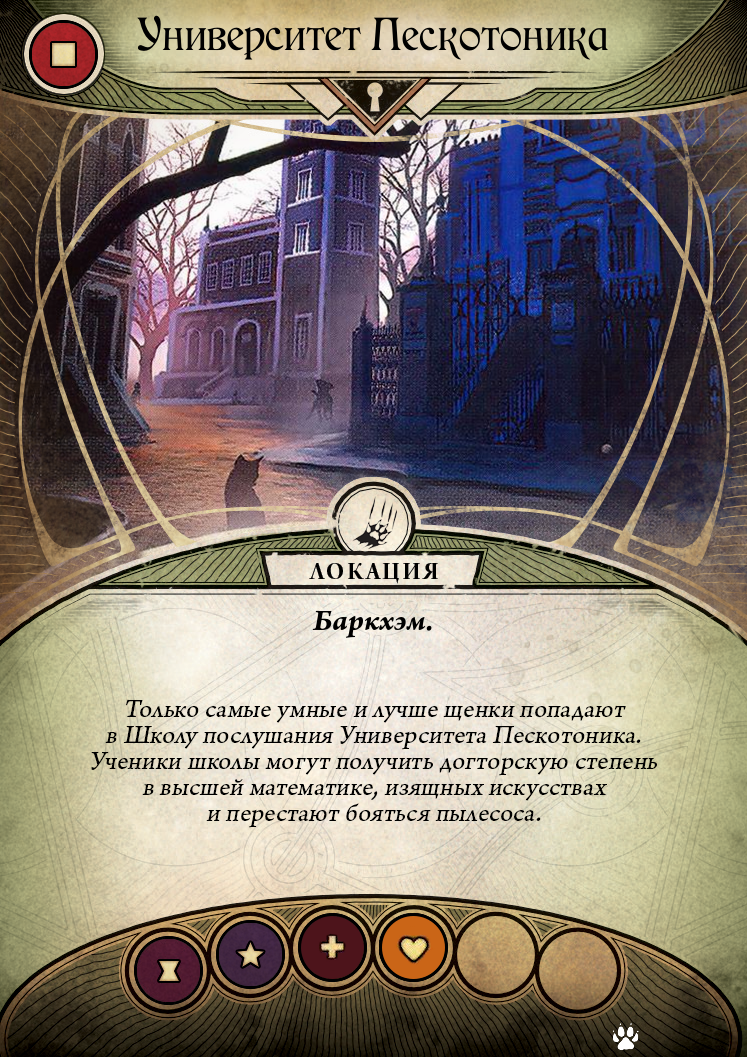 Университет Пескотоника
ЛОКАЦИЯ
Баркхэм.
Только самые умные и лучше щенки попадают
в Школу послушания Университета Пескотоника.
Ученики школы могут получить догторскую степень
в высшей математике, изящных искусствах
и перестают бояться пылесоса.